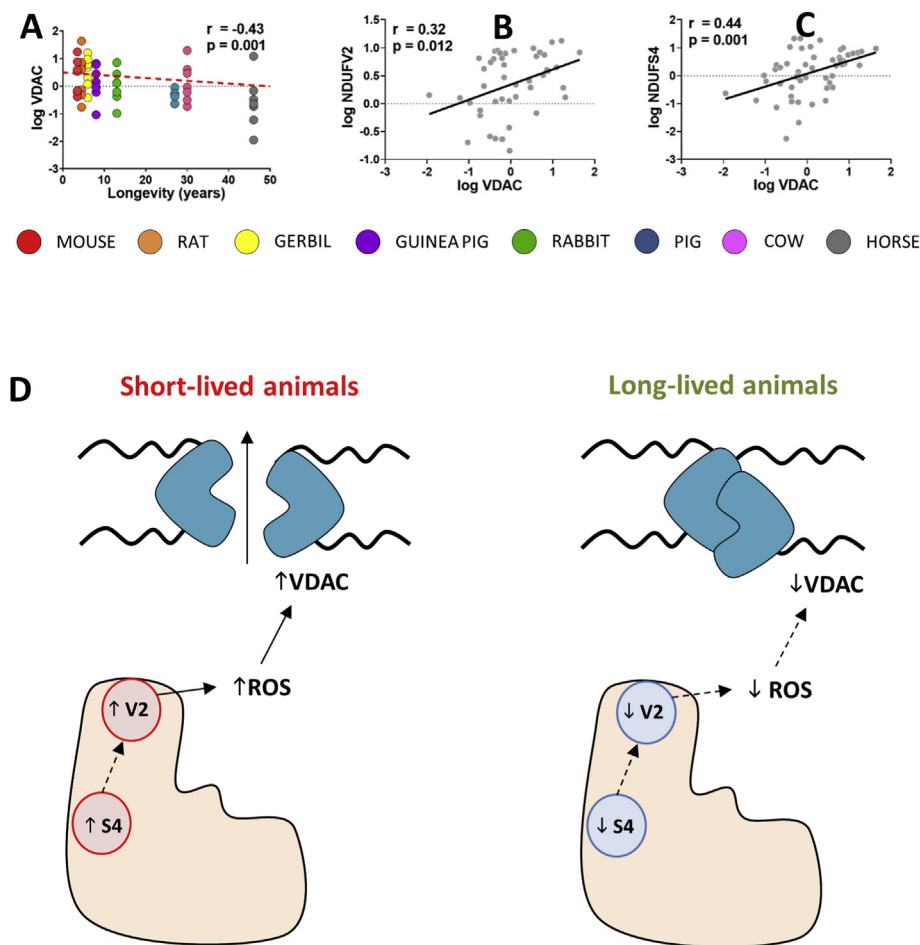 A
r = -0.43
p = 0.001
log VDAC
2
1
0
-1
-2
-3
0 10 20 30 40 50
Longevity (years)
B
r = 0.32
p = 0.012
log NDUFV2
1.5
1.0
0.5
0.0
-0.5
-1.0
-3 -2 -1 0 1 2
log VDAC
C
r = 0.44
p = 0.001
log NDUFS4
2
1
0
-1
-2
-3
-3 -2 -1 0 1 2
log VDAC
MOUSE RAT GERBIL GUINEA PIG RABBIT PIG COW HORSE
D
Short-lived animals
↑VDAC
↑ROS
↑ V2
↑ S4
Long-lived animals
↓VDAC
↓ ROS
↓ V2
↓ S4